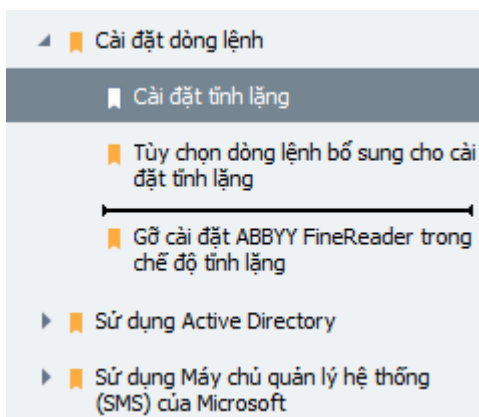 Cài đặt dòng lệnh
Cài đặt tĩnh lặng
Tùy chọn dòng lệnh bổ sung cho cài
đặt tĩnh lặng
Gỡ cài đặt ABBYY FineReader trong
chế độ tĩnh lặng
Sử dụng Active Directory
Sử dụng Máy chủ quản lý hệ thống
(SMS) của Microsoft